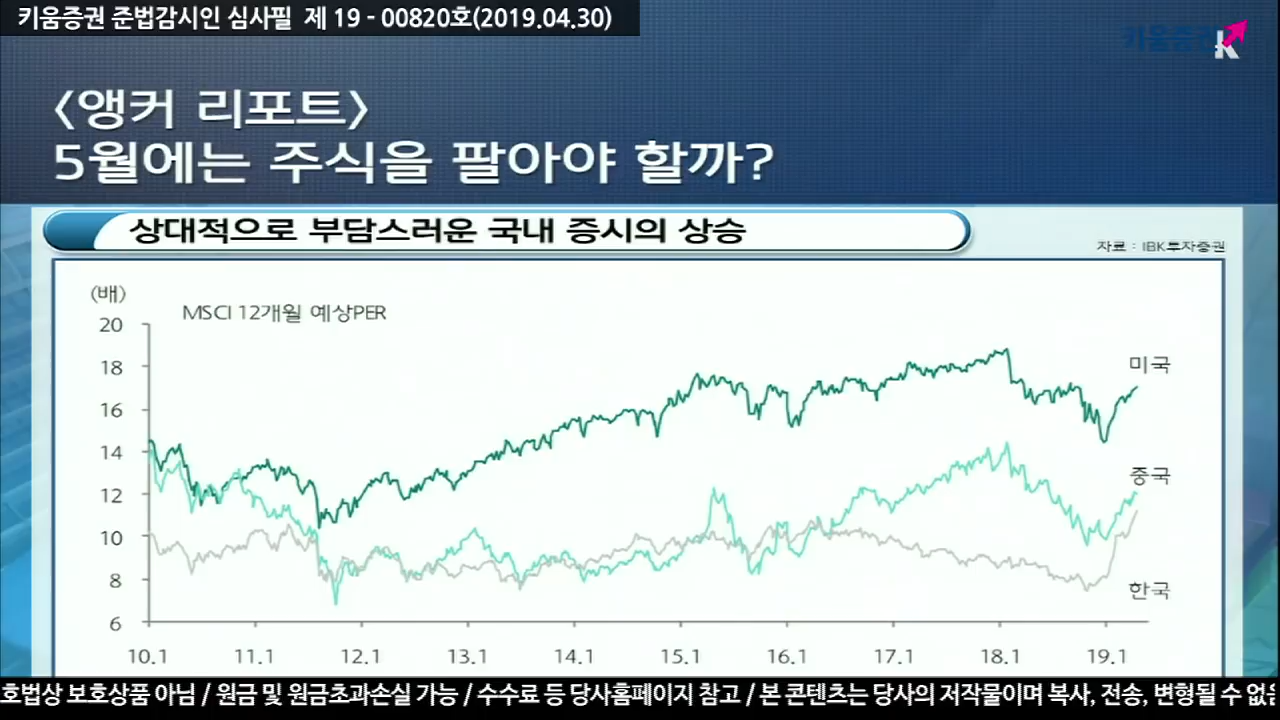 키움증권 준법감시인 심사필 제 19 - 00820호(2019.04.30)
키움증권
<앵커 리포트>
5월에는 주식을 팔아야 할까?
상대적으로 부담스러운 국내 증시의 상승
자료 : IBK투자증권
(배)
MSCI 12개월 예상PER
20
18
16
14
12
10
8
6
미국
중국
한국
10.1 11.1 12.1 13.1 14.1 15.1 16.1 17.1 18.1 19.1
호법상 보호상품 아님 / 원금 및 원금초과손실 가능 / 수수료 등 당사홈페이지 참고 / 본 콘텐츠는 당사의 저작물이며 복사, 전송, 변형될 수 없음